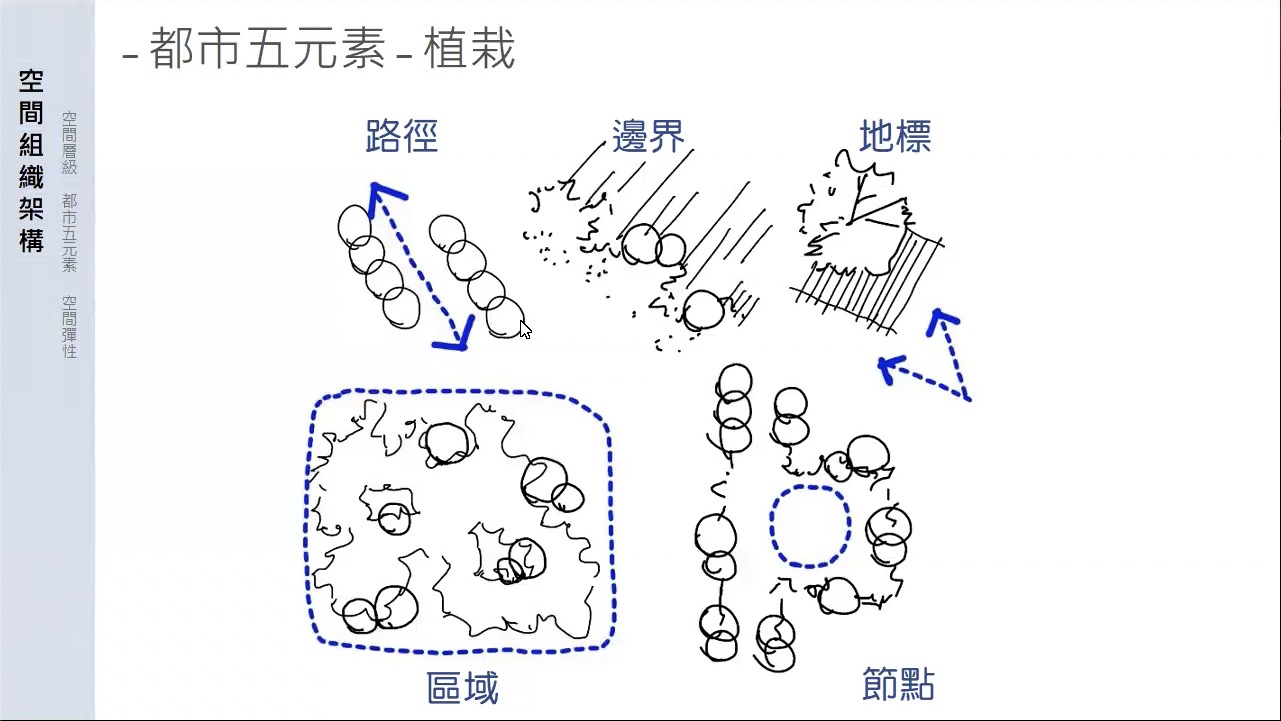 – 都市五元素 – 植栽
空間組織架構
空間層級 都市五元素 空間彈性
路徑
邊界
地標
區域
節點